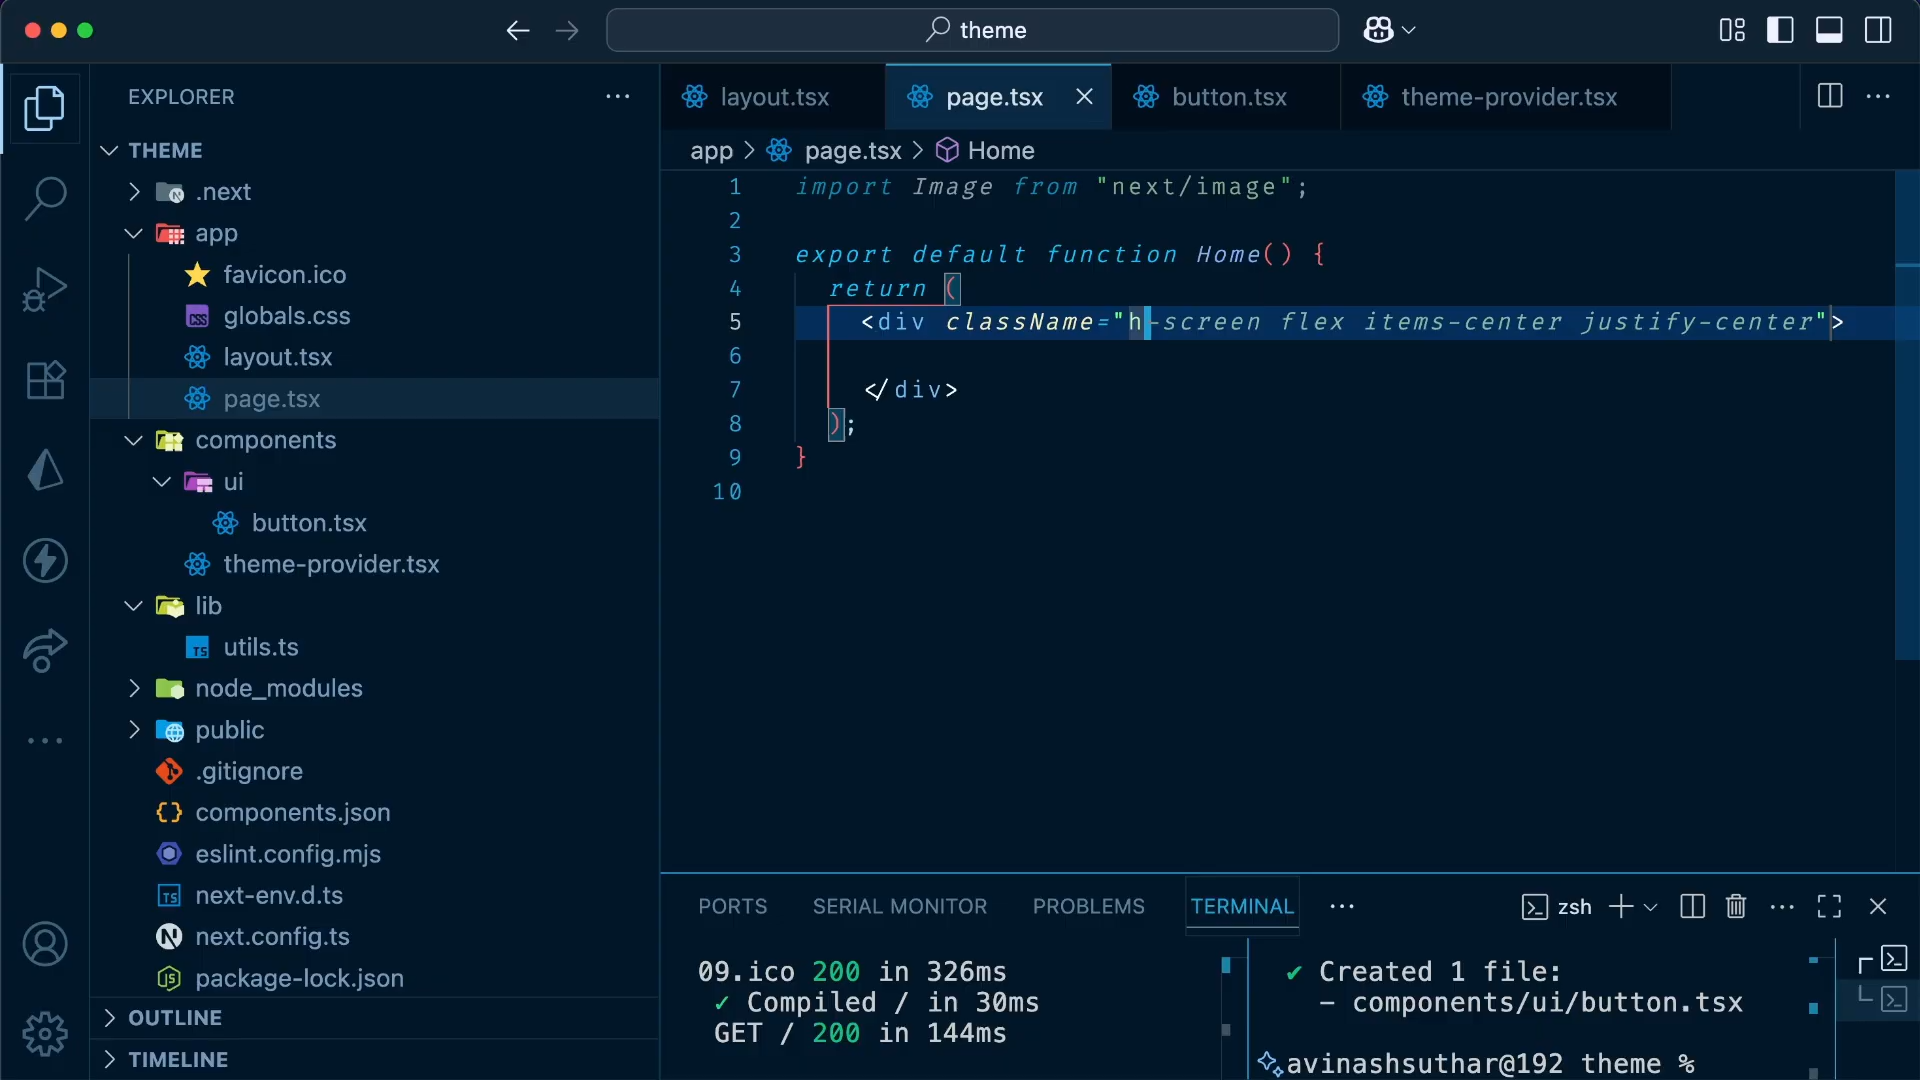 theme
EXPLORER
THEME
.next
app
favicon.ico
globals.css
layout.tsx
page.tsx
components
ui
button.tsx
theme-provider.tsx
lib
utils.ts
node_modules
public
.gitignore
components.json
eslint.config.mjs
next-env.d.ts
next.config.ts
package-lock.json
OUTLINE
TIMELINE
layout.tsx
page.tsx
button.tsx
theme-provider.tsx
app > page.tsx > Home
1 import Image from "next/image";
2
3 export default function Home() {
4 return (
5 <div className="h-screen flex items-center justify-center">
6
7 </div>
8 );
9 }
10
PORTS SERIAL MONITOR PROBLEMS TERMINAL
zsh
09.ico 200 in 326ms
✓ Compiled / in 30ms
GET / 200 in 144ms
✔ Created 1 file:
- components/ui/button.tsx
avinashsuthar@192 theme %